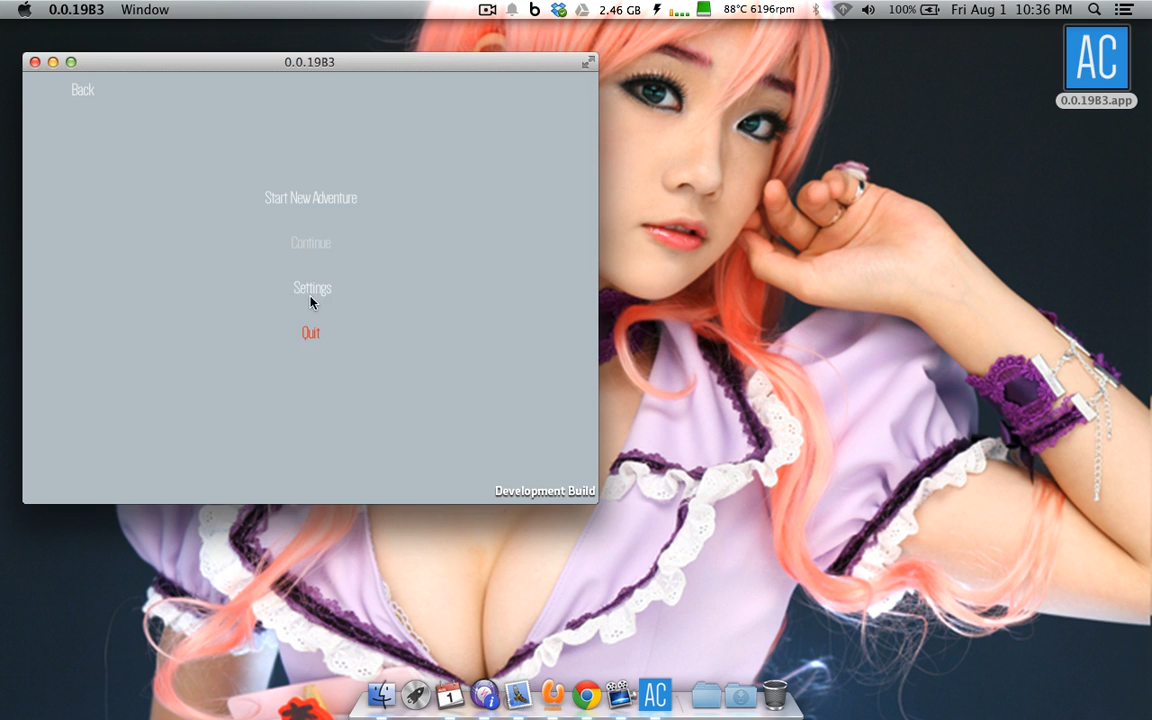 0.0.19B3 Window 2.46 GB 88°C 6196rpm 100% Fri Aug 1 10:36 PM
0.0.19B3
Back
Start New Adventure
Continue
Settings
Quit
Development Build
AC
0.0.19B3.app
1
AC